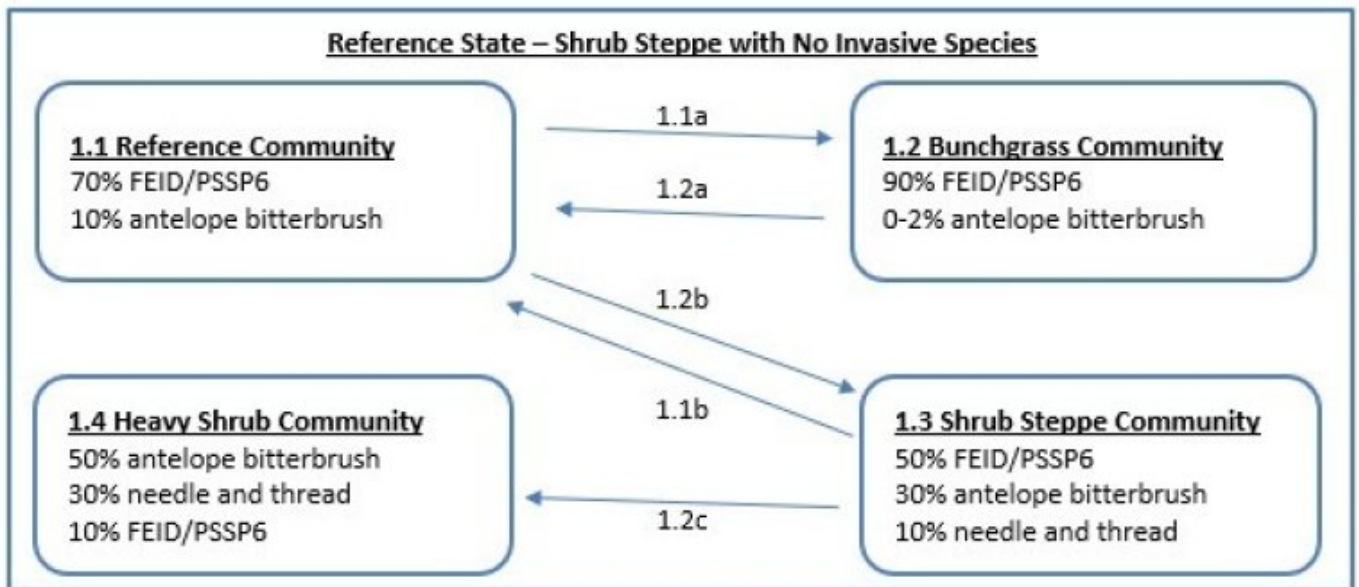 Reference State – Shrub Steppe with No Invasive Species
1.1 Reference Community
70% FEID/PSSP6
10% antelope bitterbrush
1.1a
1.2a
1.2 Bunchgrass Community
90% FEID/PSSP6
0-2% antelope bitterbrush
1.2b
1.1b
1.4 Heavy Shrub Community
50% antelope bitterbrush
30% needle and thread
10% FEID/PSSP6
1.2c
1.3 Shrub Steppe Community
50% FEID/PSSP6
30% antelope bitterbrush
10% needle and thread